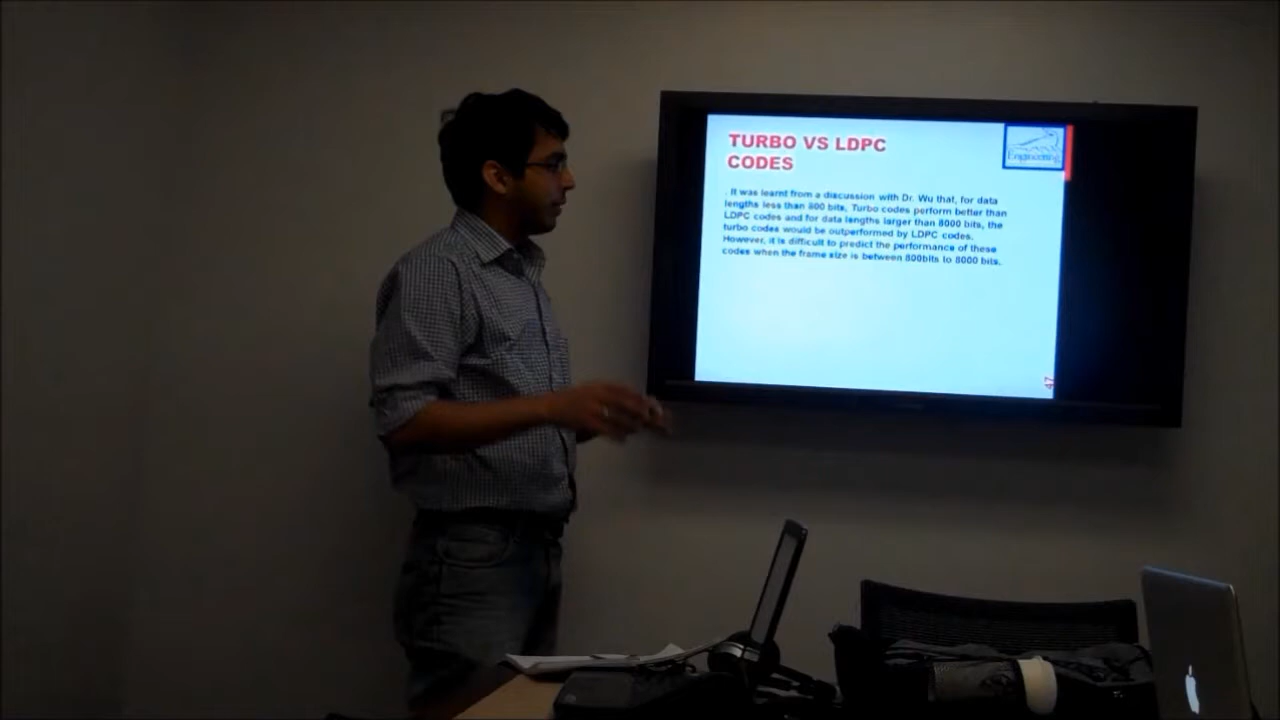 TURBO VS LDPC
CODES
Engineering
. It was learnt from a discussion with Dr. Wu that, for data
lengths less than 800 bits, Turbo codes perform better than
LDPC codes and for data lengths larger than 8000 bits, the
turbo codes would be outperformed by LDPC codes.
However, it is difficult to predict the performance of these
codes when the frame size is between 800bits to 8000 bits.